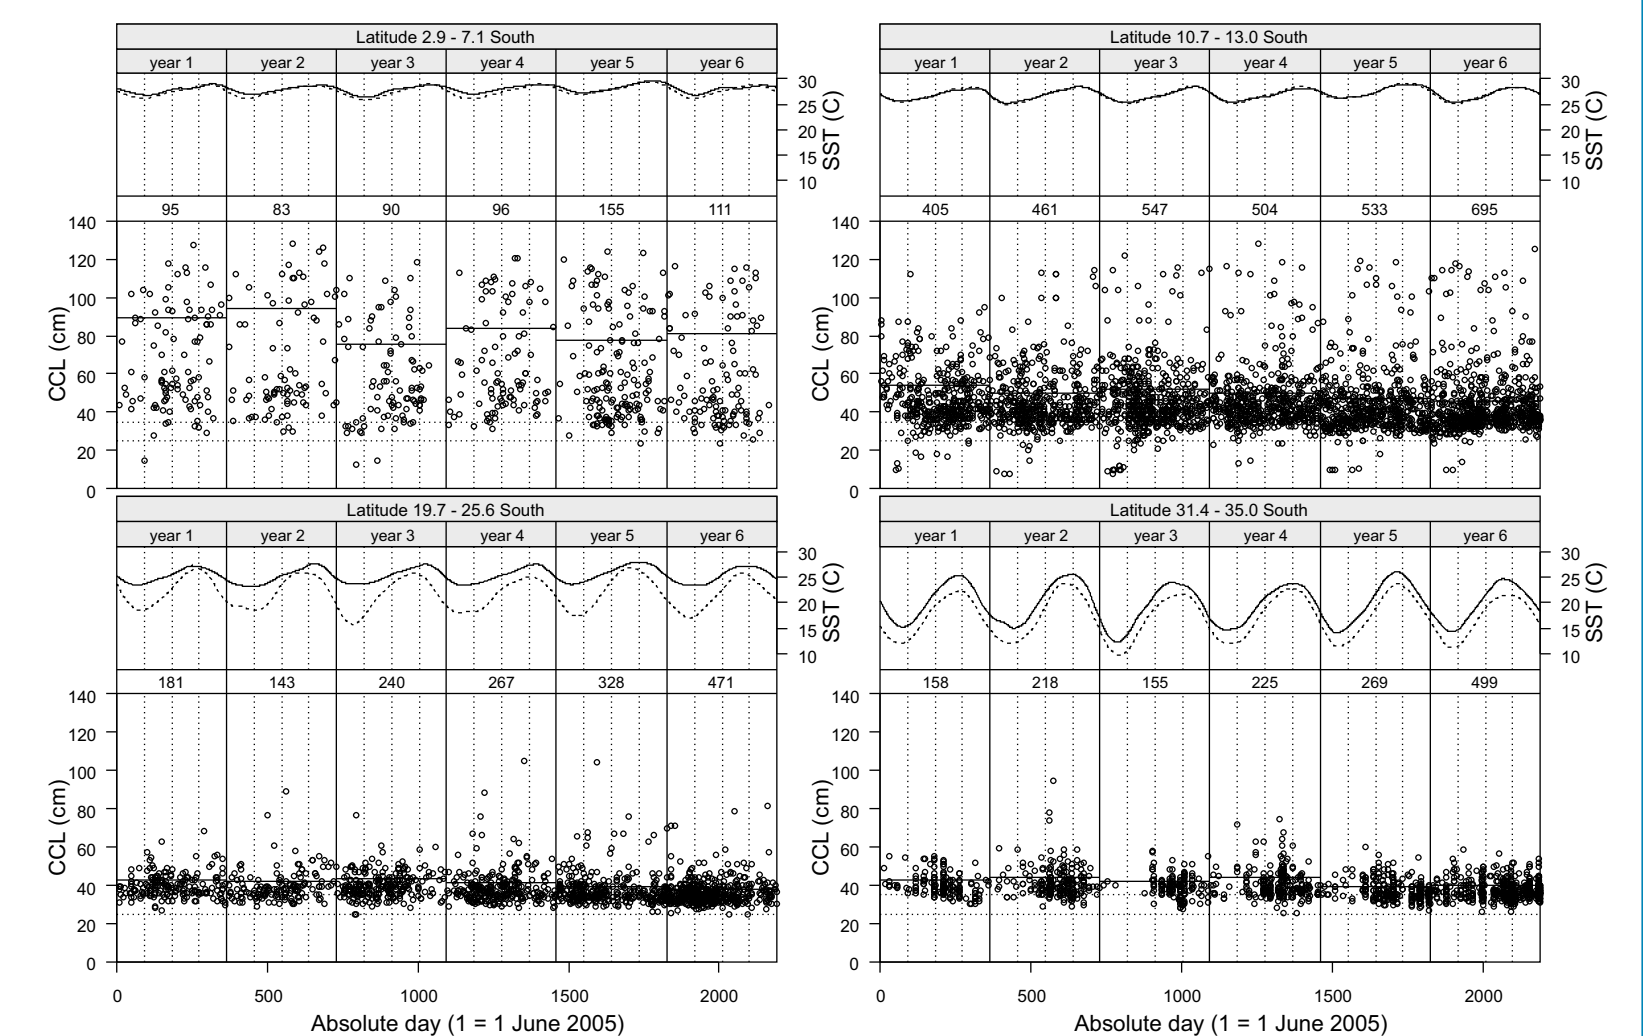 Latitude 2.9 - 7.1 South
year 1 year 2 year 3 year 4 year 5 year 6
30
25
20
15
10
SST (C)
95 83 90 96 155 111
140
120
100
80
60
40
20
0
CCL (cm)
Latitude 10.7 - 13.0 South
year 1 year 2 year 3 year 4 year 5 year 6
30
25
20
15
10
SST (C)
405 461 547 504 533 695
140
120
100
80
60
40
20
0
CCL (cm)
Latitude 19.7 - 25.6 South
year 1 year 2 year 3 year 4 year 5 year 6
30
25
20
15
10
SST (C)
181 143 240 267 328 471
140
120
100
80
60
40
20
0
CCL (cm)
0 500 1000 1500 2000
Absolute day (1 = 1 June 2005)
Latitude 31.4 - 35.0 South
year 1 year 2 year 3 year 4 year 5 year 6
30
25
20
15
10
SST (C)
158 218 155 225 269 499
140
120
100
80
60
40
20
0
CCL (cm)
0 500 1000 1500 2000
Absolute day (1 = 1 June 2005)